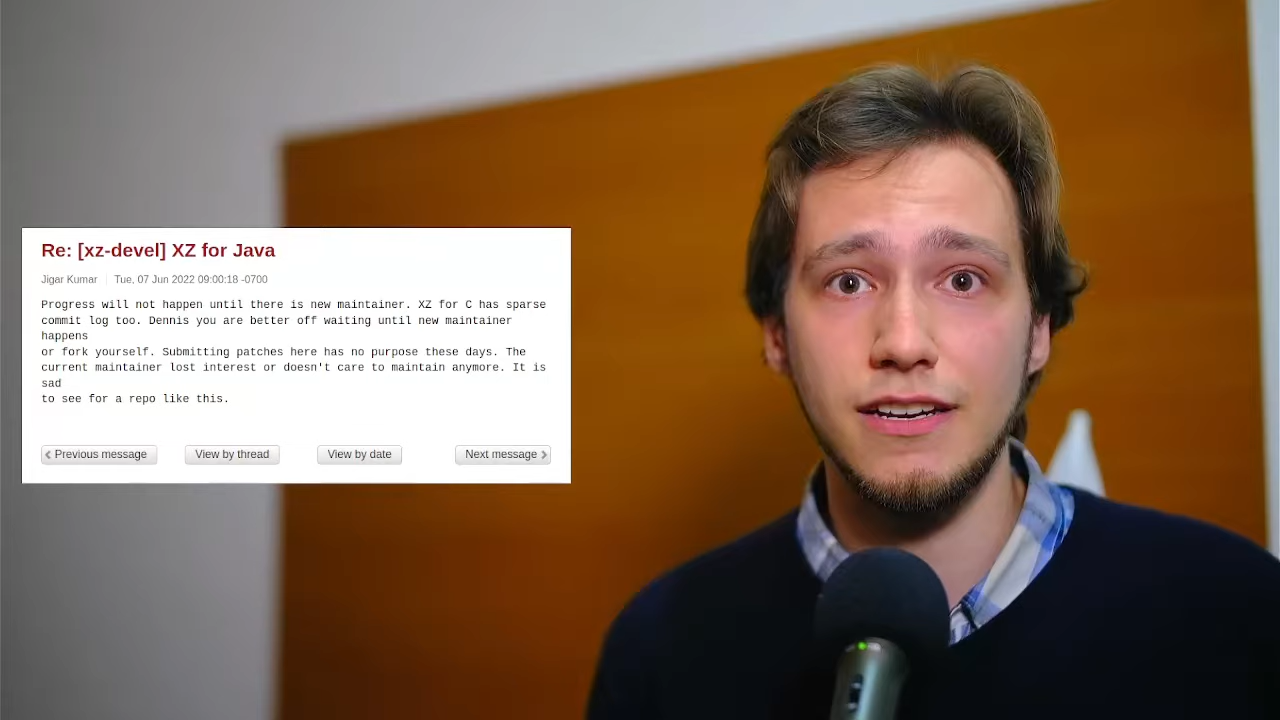 Re: [xz-devel] XZ for Java
Jigar Kumar | Tue, 07 Jun 2022 09:00:18 -0700
Progress will not happen until there is new maintainer. XZ for C has sparse
commit log too. Dennis you are better off waiting until new maintainer
happens
or fork yourself. Submitting patches here has no purpose these days. The
current maintainer lost interest or doesn't care to maintain anymore. It is
sad
to see for a repo like this.
Previous message View by thread View by date Next message